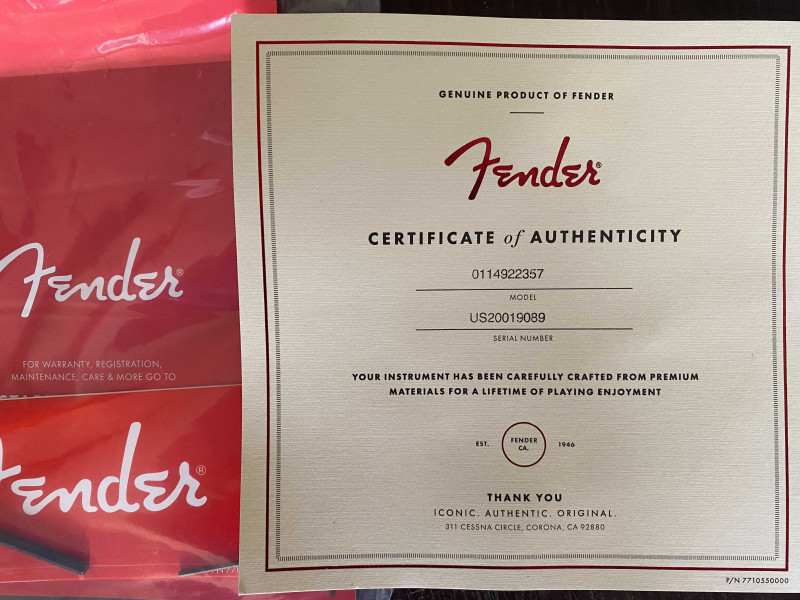 GENUINE PRODUCT OF FENDER
Fender®
CERTIFICATE of AUTHENTICITY
0114922357
MODEL
US20019089
SERIAL NUMBER
YOUR INSTRUMENT HAS BEEN CAREFULLY CRAFTED FROM PREMIUM
MATERIALS FOR A LIFETIME OF PLAYING ENJOYMENT
EST. FENDER CA. 1946
THANK YOU
ICONIC. AUTHENTIC. ORIGINAL.
311 CESSNA CIRCLE, CORONA, CA 92880
P/N 7710550000
Fender®
FOR WARRANTY, REGISTRATION,
MAINTENANCE, CARE & MORE GO TO
Fender®